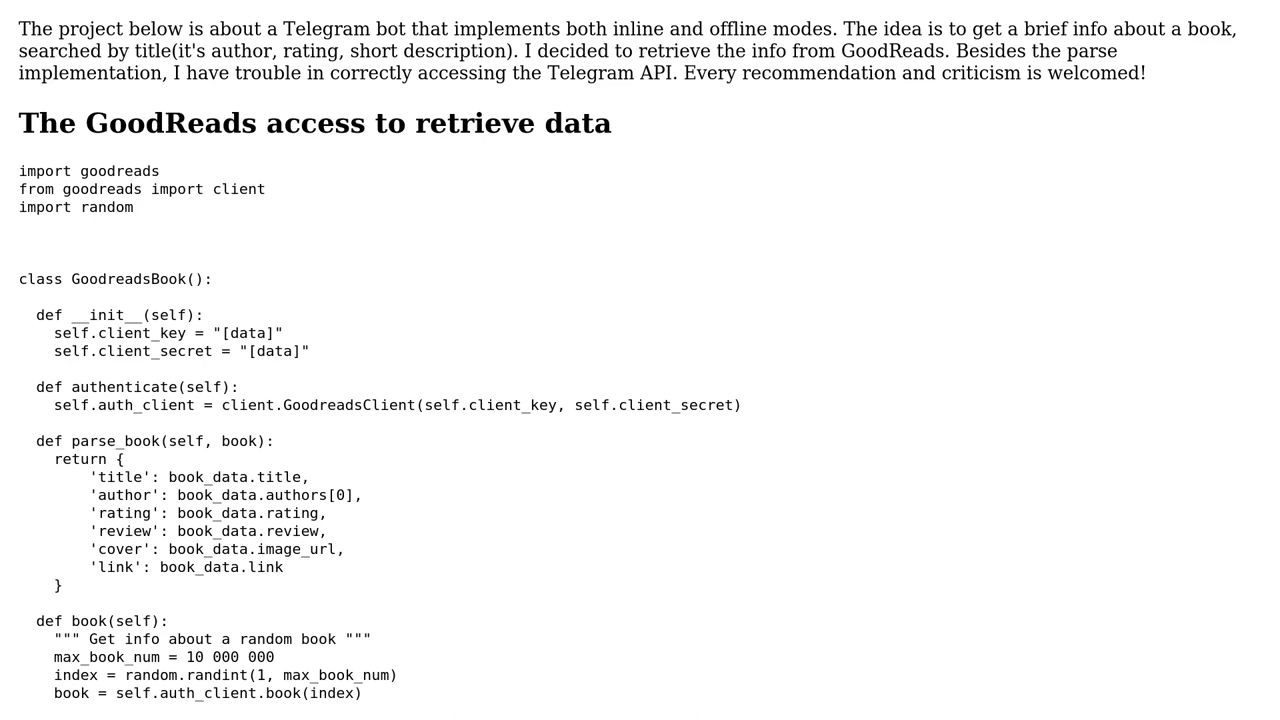 The project below is about a Telegram bot that implements both inline and offline modes. The idea is to get a brief info about a book,
searched by title(it's author, rating, short description). I decided to retrieve the info from GoodReads. Besides the parse
implementation, I have trouble in correctly accessing the Telegram API. Every recommendation and criticism is welcomed!
The GoodReads access to retrieve data
import goodreads
from goodreads import client
import random
class GoodreadsBook():
  def __init__(self):
    self.client_key = "[data]"
    self.client_secret = "[data]"
  def authenticate(self):
    self.auth_client = client.GoodreadsClient(self.client_key, self.client_secret)
  def parse_book(self, book):
    return {
        'title': book_data.title,
        'author': book_data.authors[0],
        'rating': book_data.rating,
        'review': book_data.review,
        'cover': book_data.image_url,
        'link': book_data.link
    }
  def book(self):
    """ Get info about a random book """
    max_book_num = 10 000 000
    index = random.randint(1, max_book_num)
    book = self.auth_client.book(index)